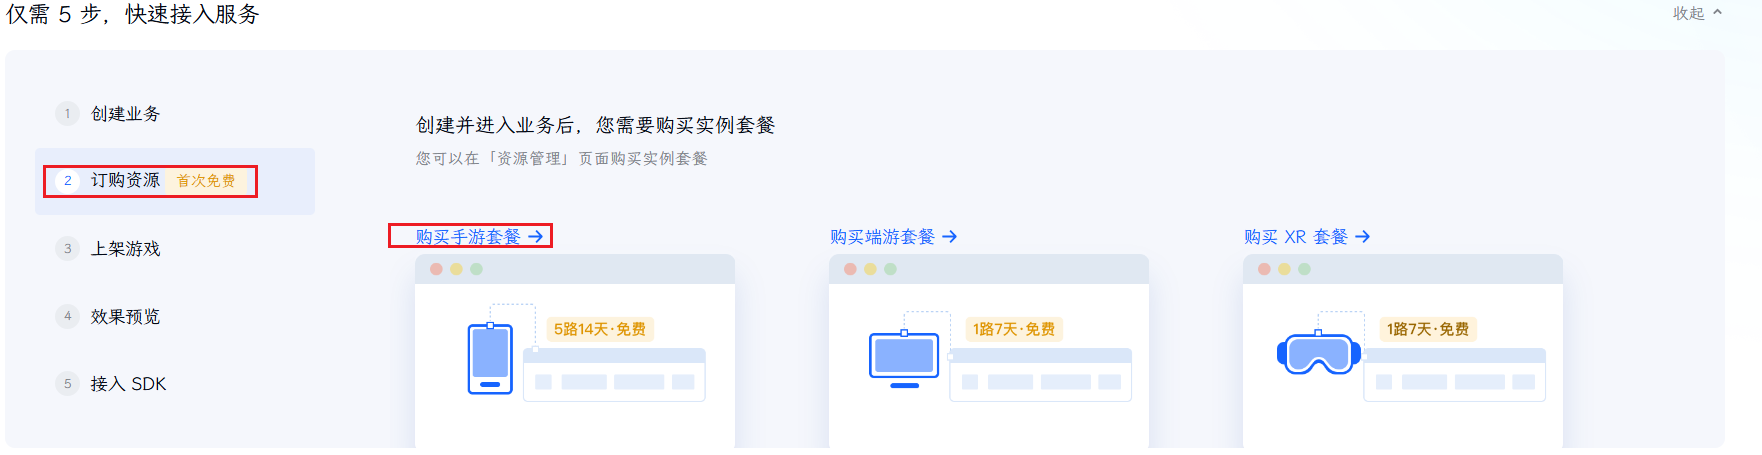 仅需 5 步，快速接入服务
收起
1 创建业务
2 订购资源 首次免费
3 上架游戏
4 效果预览
5 接入 SDK
创建并进入业务后，您需要购买实例套餐
您可以在「资源管理」页面购买实例套餐
购买手游套餐 →
5路14天·免费
购买端游套餐 →
1路7天·免费
购买 XR 套餐 →
1路7天·免费